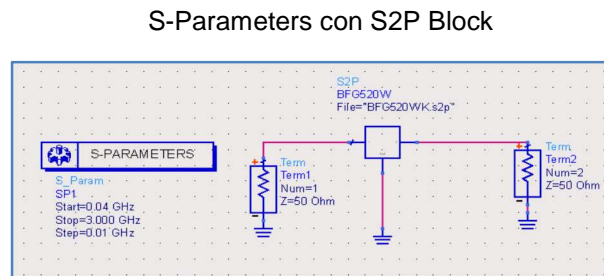 S-Parameters con S2P Block
S2P
BFG520W
File="BFG520WK.s2p"
S-PARAMETERS
S_Param
SP1
Start=0.04 GHz
Stop=3.000 GHz
Step=0.01 GHz
Term
Term1
Num=1
Z=50 Ohm
Term
Term2
Num=2
Z=50 Ohm